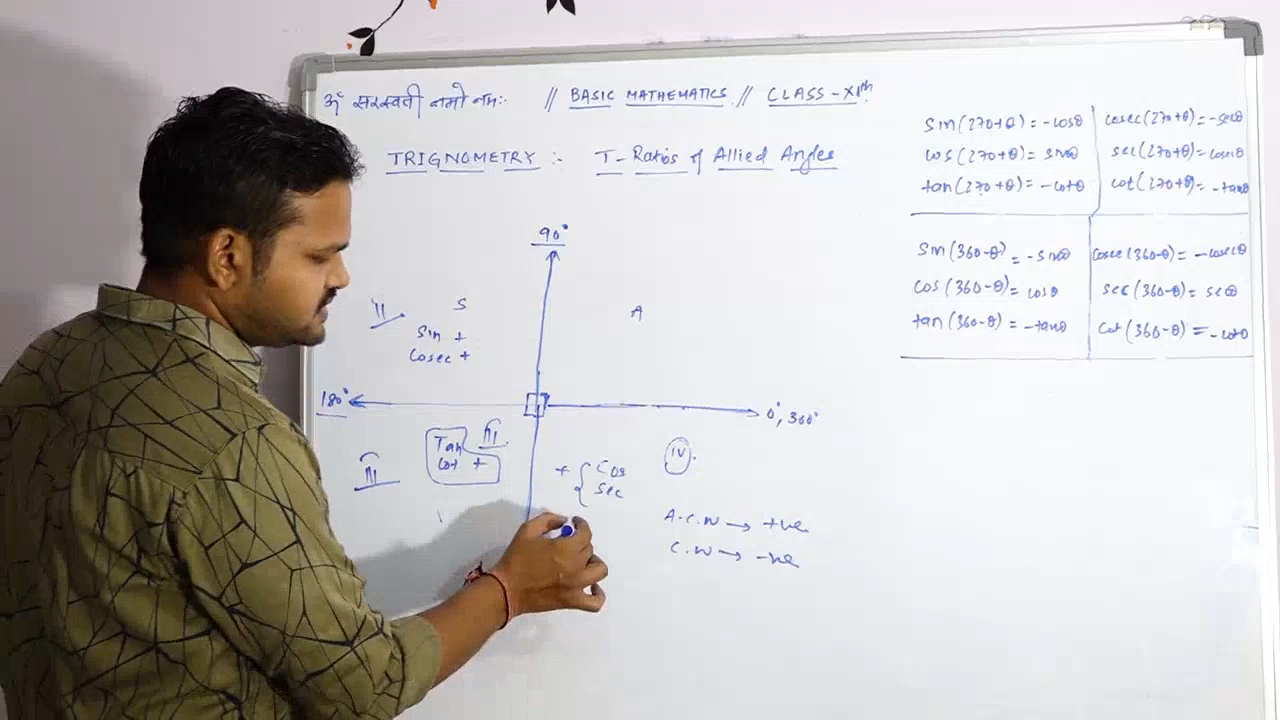 ॐ सरस्वती नमो नमः:- // BASIC MATHEMATICS // CLASS-XIth
TRIGNOMETRY :- T-Ratios of Allied Angles
sin(270+θ)=-cosθ
cos(270+θ)=sinθ
tan(270+θ)=-cotθ
cosec(270+θ)=-secθ
sec(270+θ)=cosecθ
cot(270+θ)=-tanθ
sin(360-θ)=-sinθ
cos(360-θ)=cosθ
tan(360-θ)=-tanθ
cosec(360-θ)=-cosecθ
sec(360-θ)=secθ
cot(360-θ)=-cotθ
90°
II
S
sin +
cosec +
A
180°
0°, 360°
III
Tan
cot +
III
+ { cos
sec
IV
A.C.W → +ve
C.W → -ve